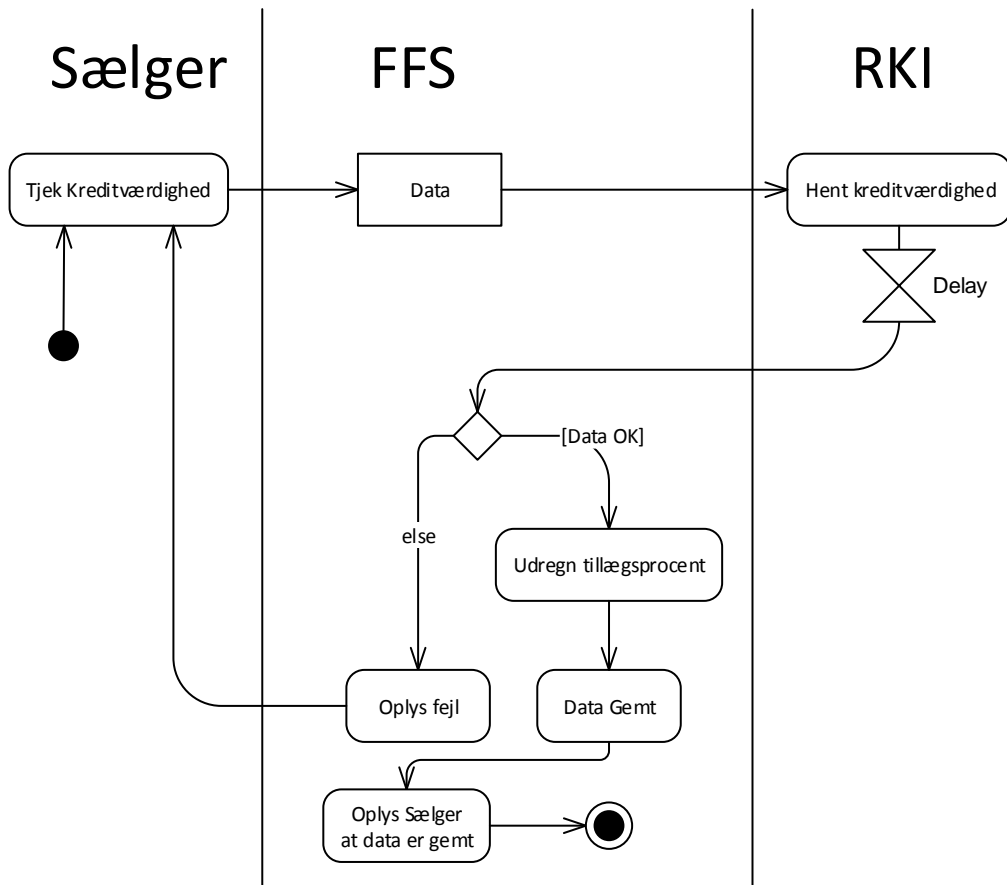 Sælger
FFS
RKI
Tjek Kreditværdighed
Data
Hent kreditværdighed
Delay
[Data OK]
else
Udregn tillægsprocent
Oplys fejl
Data Gemt
Oplys Sælger
at data er gemt